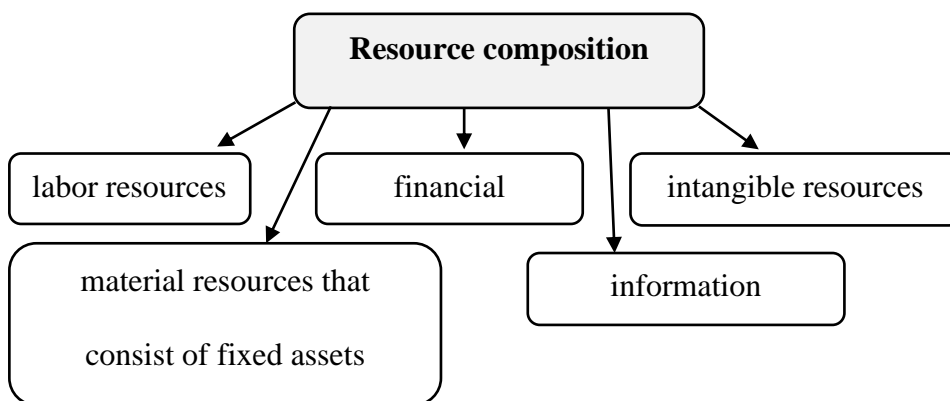 Resource composition
labor resources
financial
intangible resources
material resources that
consist of fixed assets
information